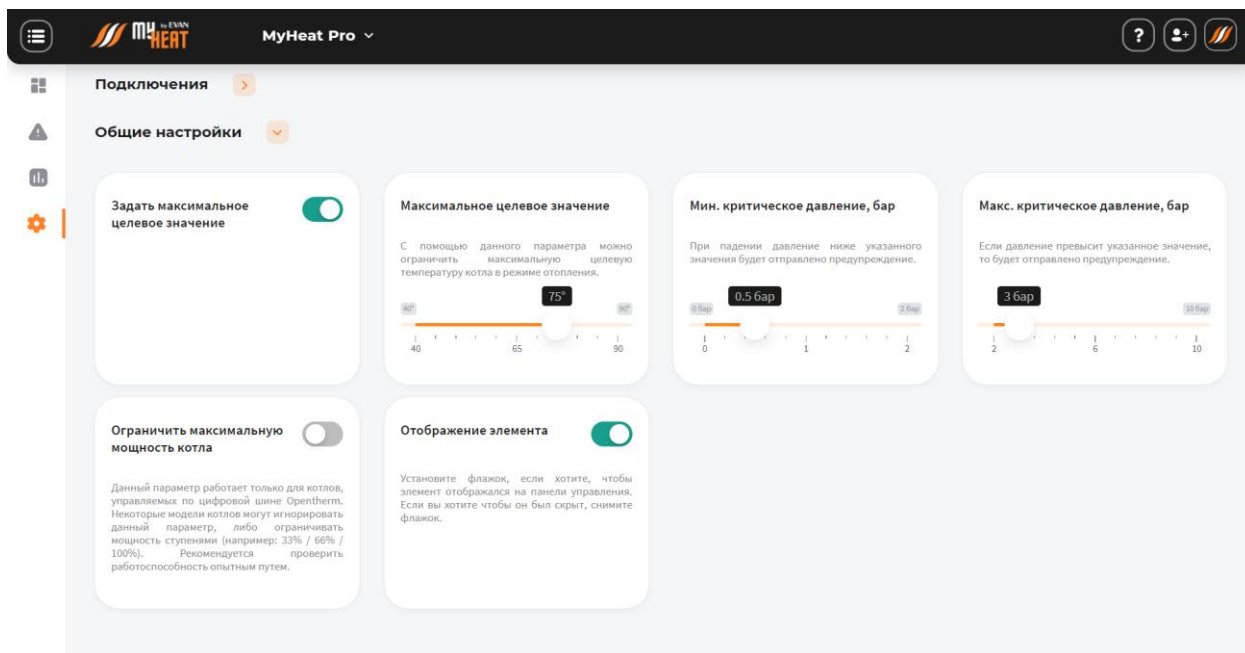 MYHEAT by EVAN
MyHeat Pro
?
Подключения
Общие настройки
Задать максимальное
целевое значение
Максимальное целевое значение
С помощью данного параметра можно
ограничить максимальную целевую
температуру котла в режиме отопления.
75°
40°
90°
40
65
90
Мин. критическое давление, бар
При падении давление ниже указанного
значения будет отправлено предупреждение.
0.5 бар
0 бар
2 бар
0
1
2
Макс. критическое давление, бар
Если давление превысит указанное значение,
то будет отправлено предупреждение.
3 бар
10 бар
2
6
10
Ограничить максимальную
мощность котла
Данный параметр работает только для котлов,
управляемых по цифровой шине Opentherm.
Некоторые модели котлов могут игнорировать
данный параметр, либо ограничивать
мощность ступенями (например: 33% / 66% /
100%). Рекомендуется проверить
работоспособность опытным путем.
Отображение элемента
Установите флажок, если хотите, чтобы
элемент отображался на панели управления.
Если вы хотите чтобы он был скрыт, снимите
флажок.